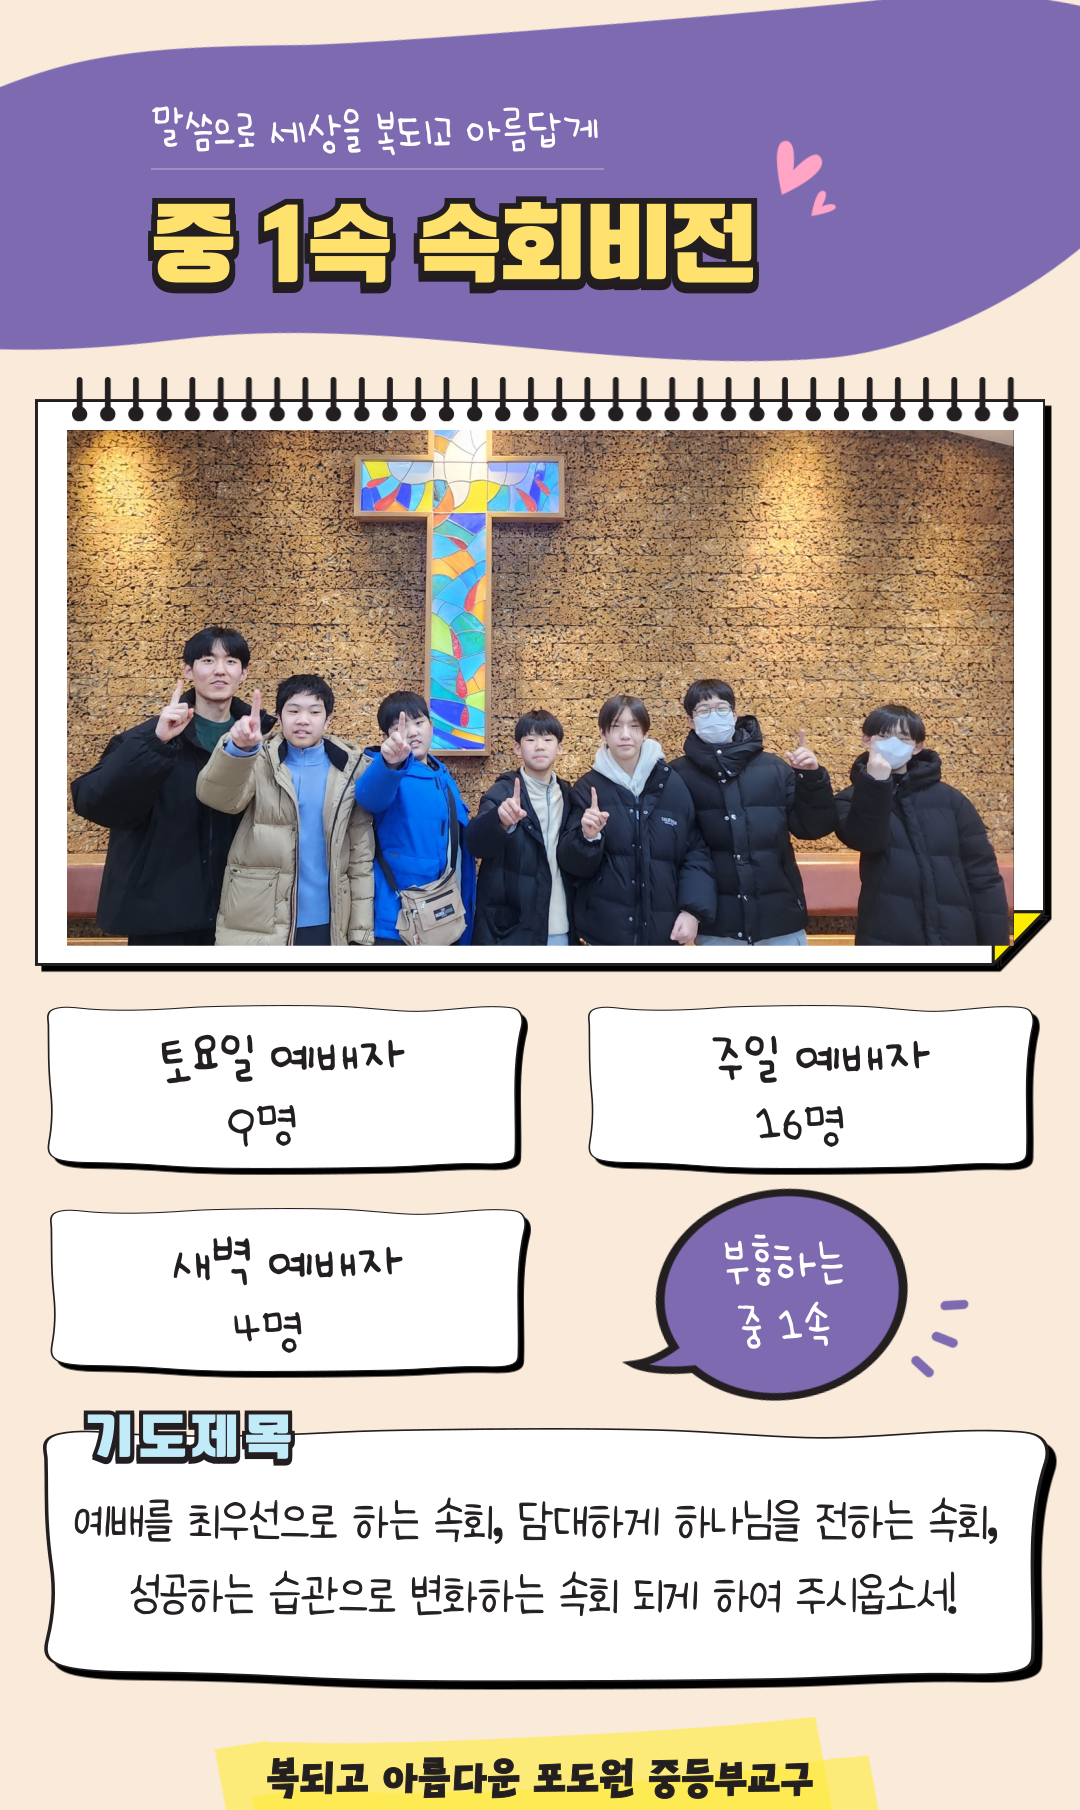 말씀으로 세상을 복되고 아름답게
중 1속 속회비전
토요일 예배자
9명
주일 예배자
16명
새벽 예배자
4명
부흥하는
중 1속
기도제목
예배를 최우선으로 하는 속회, 담대하게 하나님을 전하는 속회,
성공하는 습관으로 변화하는 속회 되게 하여 주시옵소서!
복되고 아름다운 포도원 중등부교구